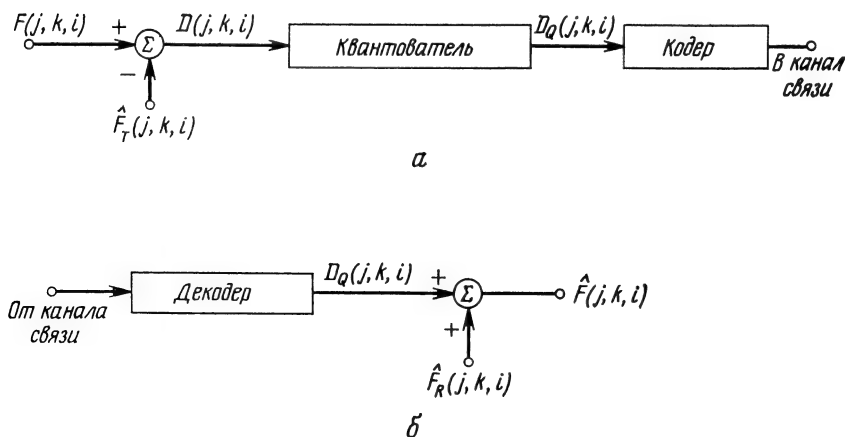 F(j, k, i) + Σ D(j, k, i) Квантователь D_Q(j, k, i) Кодер В канал связи
− F̂_T(j, k, i)
а
От канала связи Декодер D_Q(j, k, i) + Σ F̂(j, k, i)
+ F̂_R(j, k, i)
б